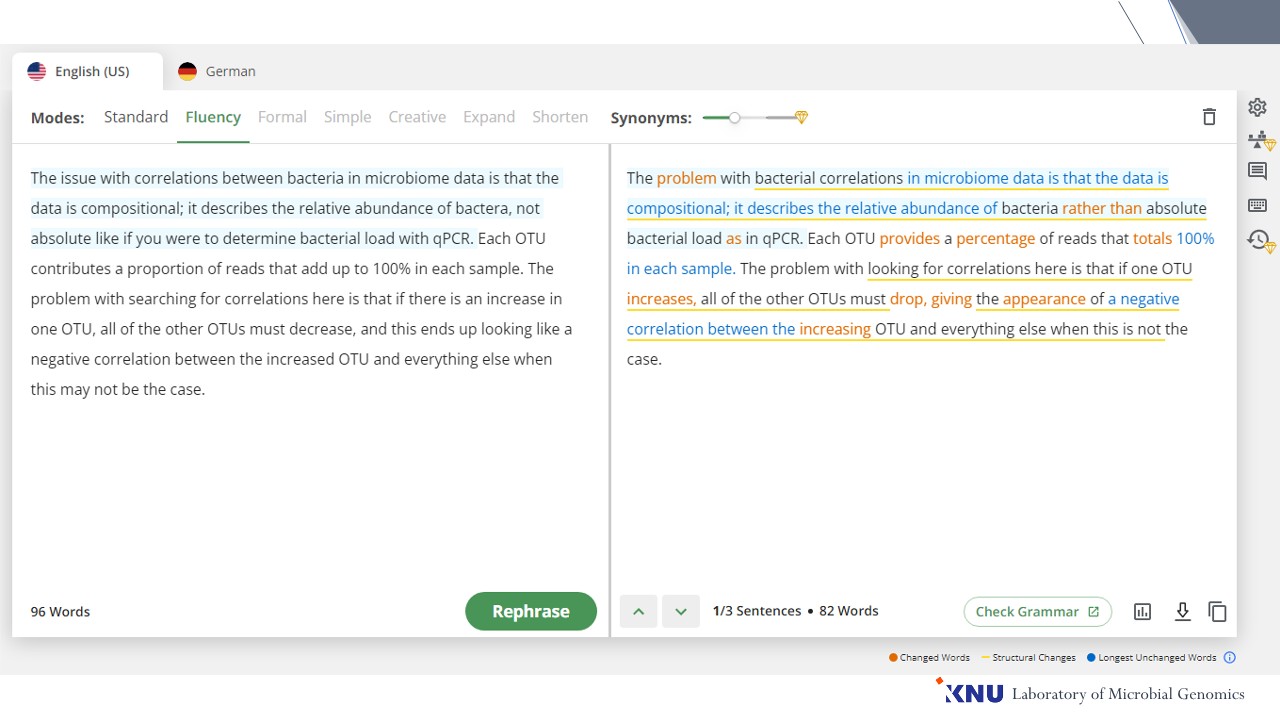 English (US)
German
Modes: Standard Fluency Formal Simple Creative Expand Shorten Synonyms:
The issue with correlations between bacteria in microbiome data is that the
data is compositional; it describes the relative abundance of bactera, not
absolute like if you were to determine bacterial load with qPCR. Each OTU
contributes a proportion of reads that add up to 100% in each sample. The
problem with searching for correlations here is that if there is an increase in
one OTU, all of the other OTUs must decrease, and this ends up looking like a
negative correlation between the increased OTU and everything else when
this may not be the case.
96 Words
Rephrase
The problem with bacterial correlations in microbiome data is that the data is
compositional; it describes the relative abundance of bacteria rather than absolute
bacterial load as in qPCR. Each OTU provides a percentage of reads that totals 100%
in each sample. The problem with looking for correlations here is that if one OTU
increases, all of the other OTUs must drop, giving the appearance of a negative
correlation between the increasing OTU and everything else when this is not the
case.
1/3 Sentences • 82 Words
Check Grammar
Changed Words Structural Changes Longest Unchanged Words
KNU Laboratory of Microbial Genomics